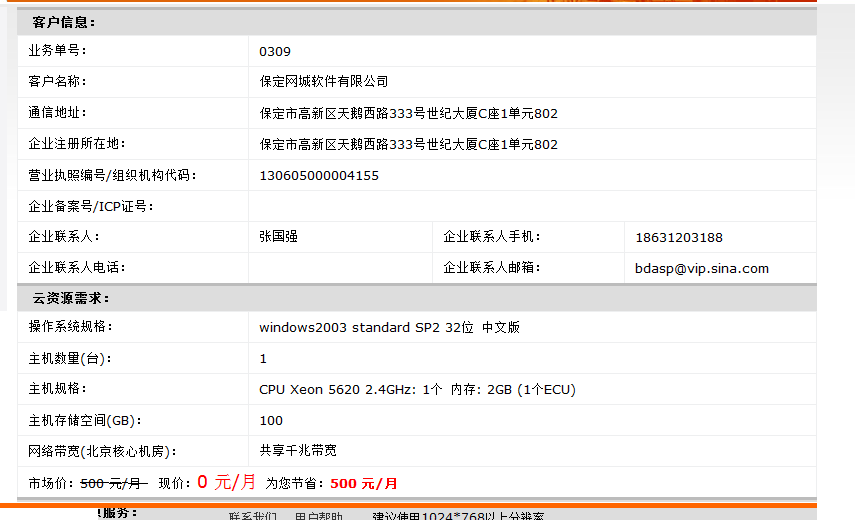 客户信息：
业务单号： 0309
客户名称： 保定网城软件有限公司
通信地址： 保定市高新区天鹅西路333号世纪大厦C座1单元802
企业注册所在地： 保定市高新区天鹅西路333号世纪大厦C座1单元802
营业执照编号/组织机构代码： 130605000004155
企业备案号/ICP证号：
企业联系人： 张国强 企业联系人手机： 18631203188
企业联系人电话： 企业联系人邮箱： bdasp@vip.sina.com
云资源需求：
操作系统规格： windows2003 standard SP2 32位 中文版
主机数量(台)： 1
主机规格： CPU Xeon 5620 2.4GHz: 1个 内存: 2GB (1个ECU)
主机存储空间(GB)： 100
网络带宽(北京核心机房)： 共享千兆带宽
市场价：500 元/月 现价：0 元/月 为您节省：500 元/月
服务：
联系我们 用户帮助 建议使用1024*768以上分辨率